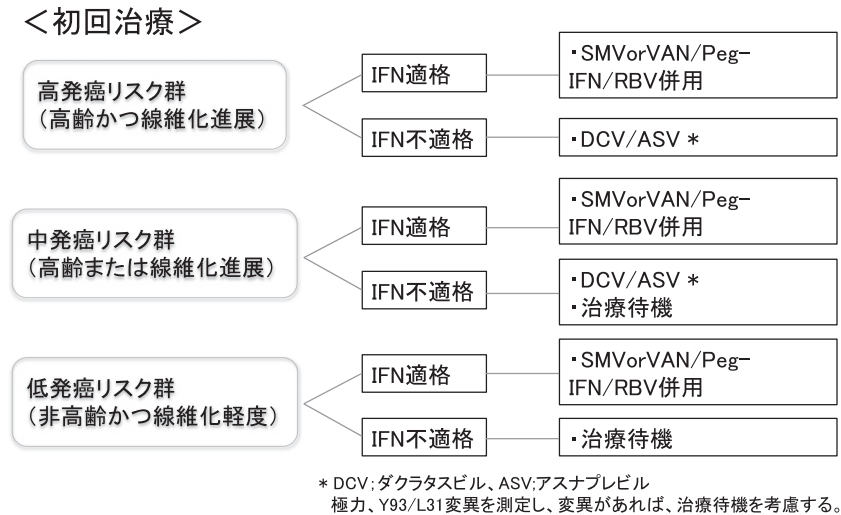 ＜初回治療＞
高発癌リスク群
（高齢かつ線維化進展）
IFN適格
・SMVorVAN/Peg-
IFN/RBV併用
IFN不適格
・DCV/ASV＊
中発癌リスク群
（高齢または線維化進展）
IFN適格
・SMVorVAN/Peg-
IFN/RBV併用
IFN不適格
・DCV/ASV＊
・治療待機
低発癌リスク群
（非高齢かつ線維化軽度）
IFN適格
・SMVorVAN/Peg-
IFN/RBV併用
IFN不適格
・治療待機
＊DCV;ダクラタスビル、ASV;アスナプレビル
極力、Y93/L31変異を測定し、変異があれば、治療待機を考慮する。